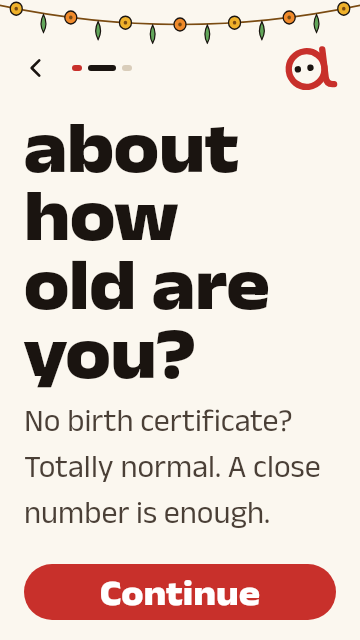 about
how
old are
you?
No birth certificate?
Totally normal. A close
number is enough.
Continue